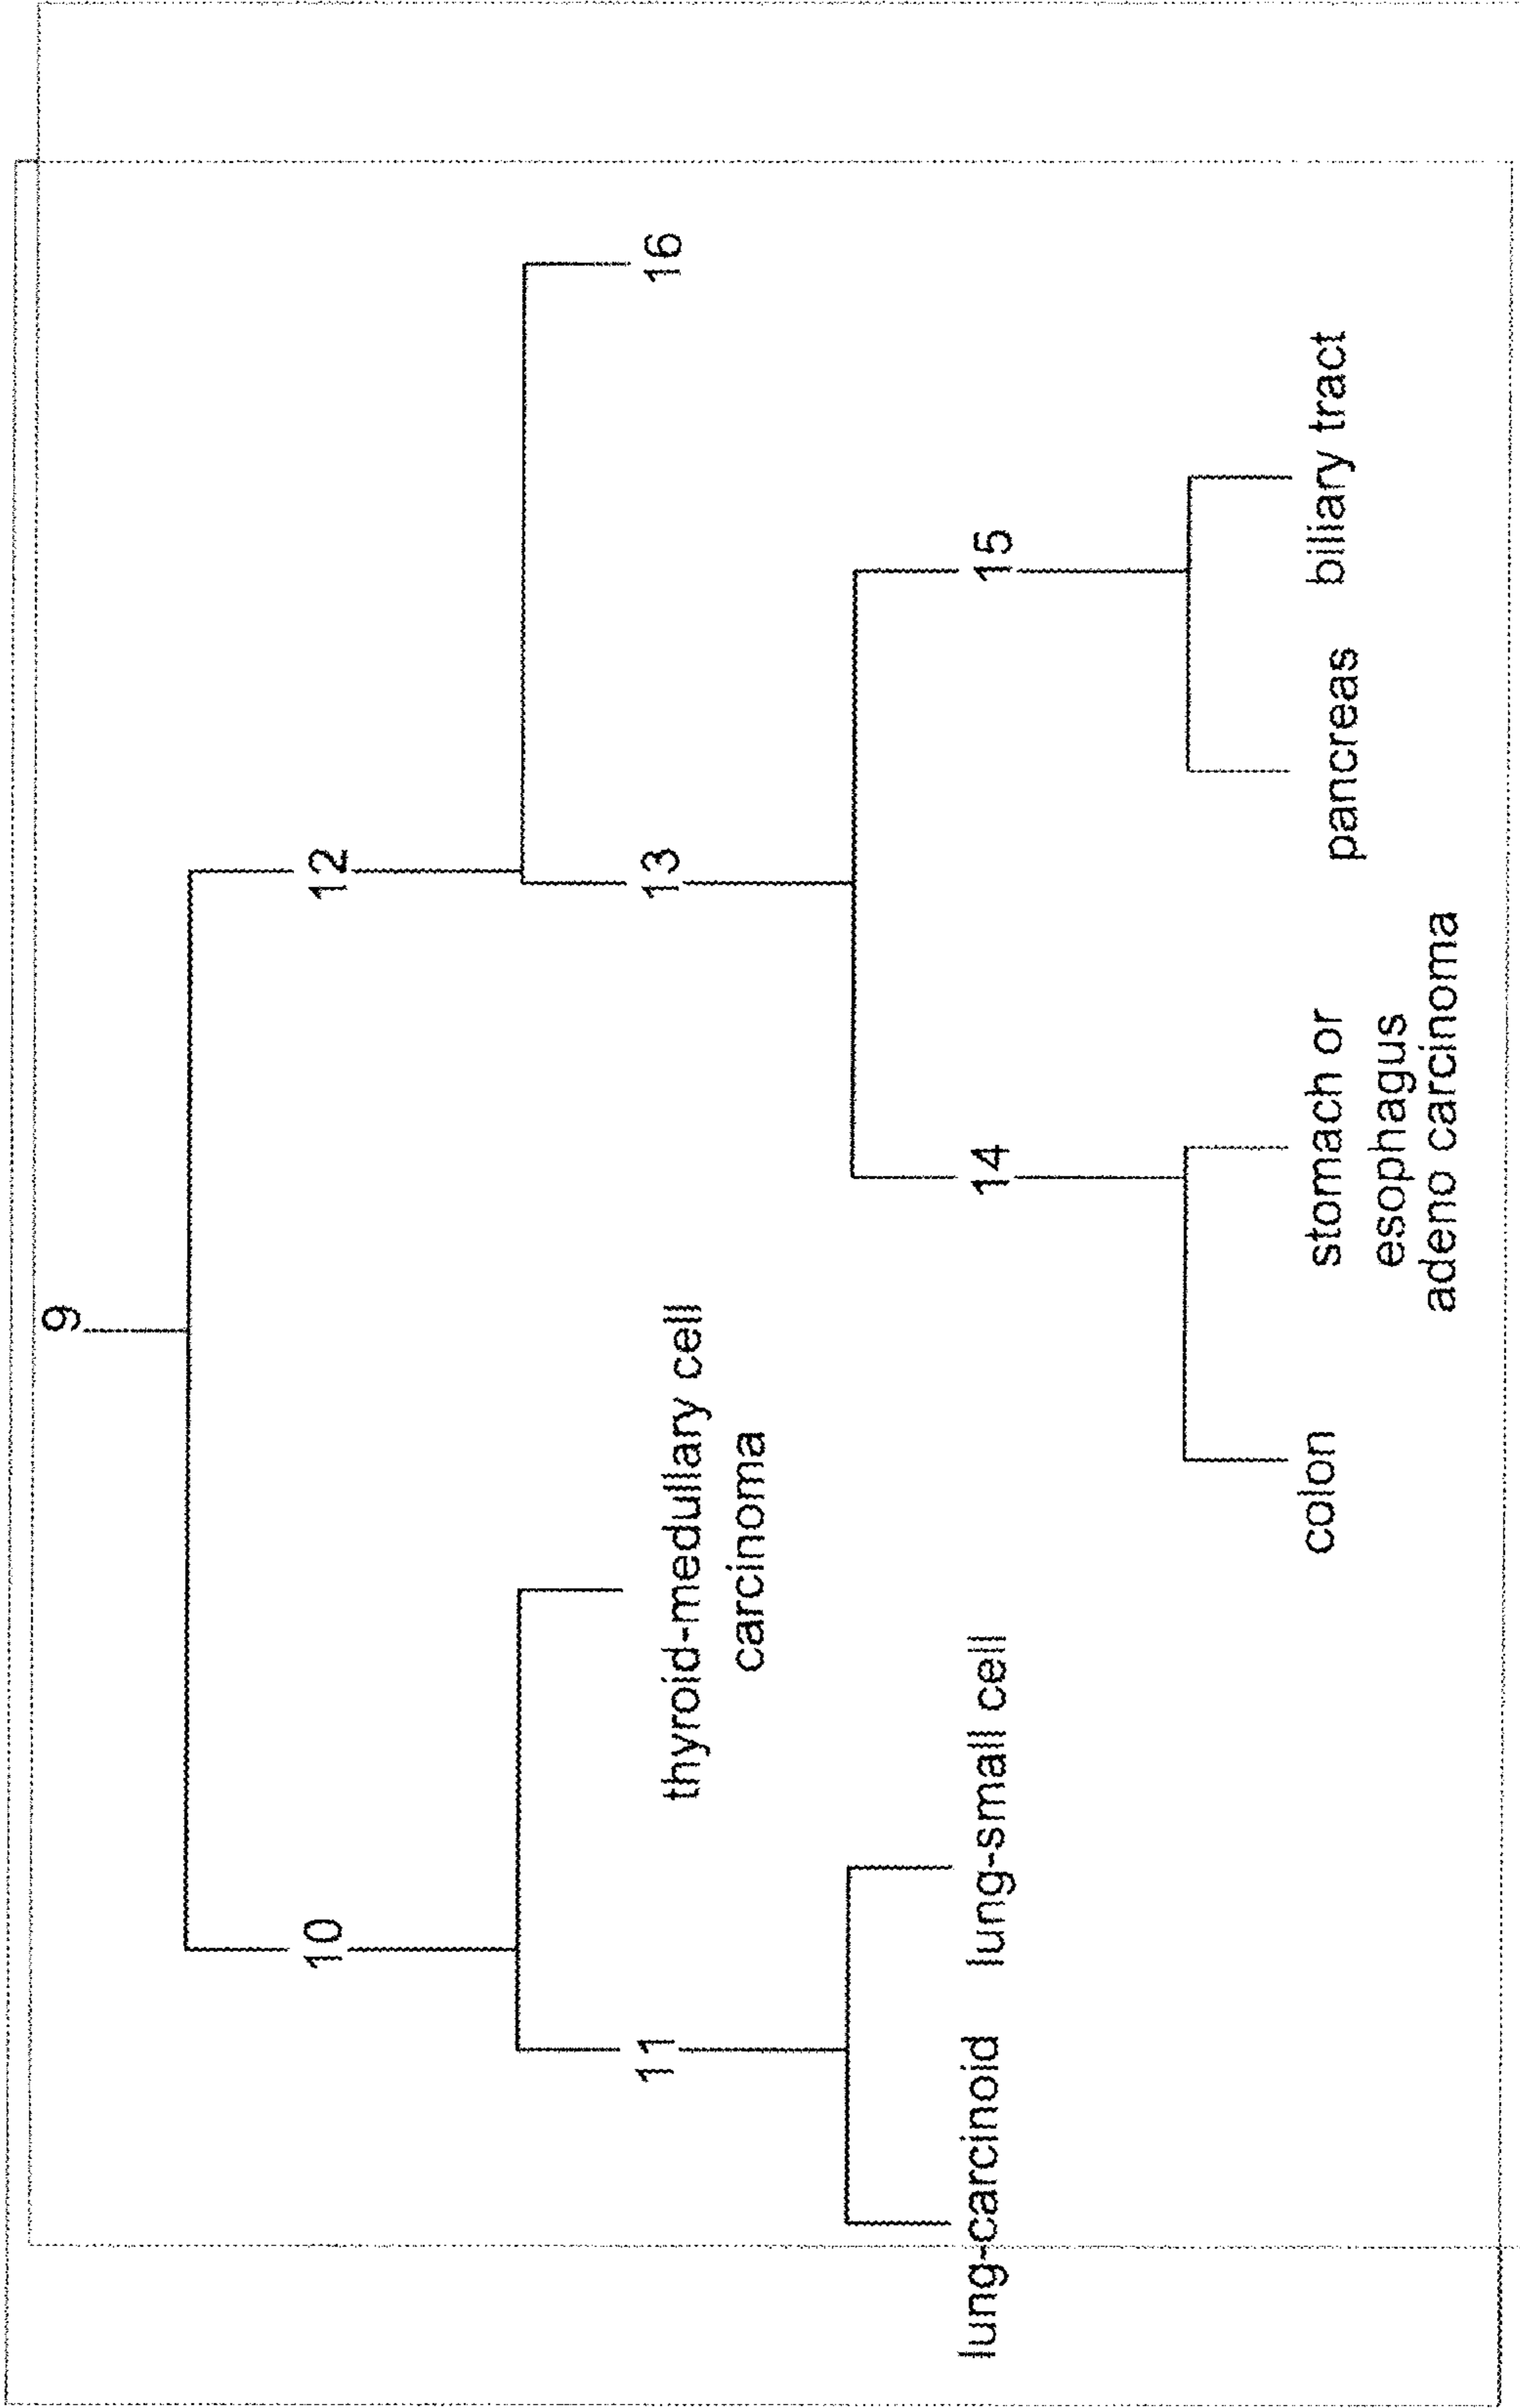 9
10
12
11
thyroid-medullary cell
carcinoma
13
16
lung-carcinoid
lung-small cell
14
15
colon
stomach or
esophagus
adeno carcinoma
pancreas
biliary tract